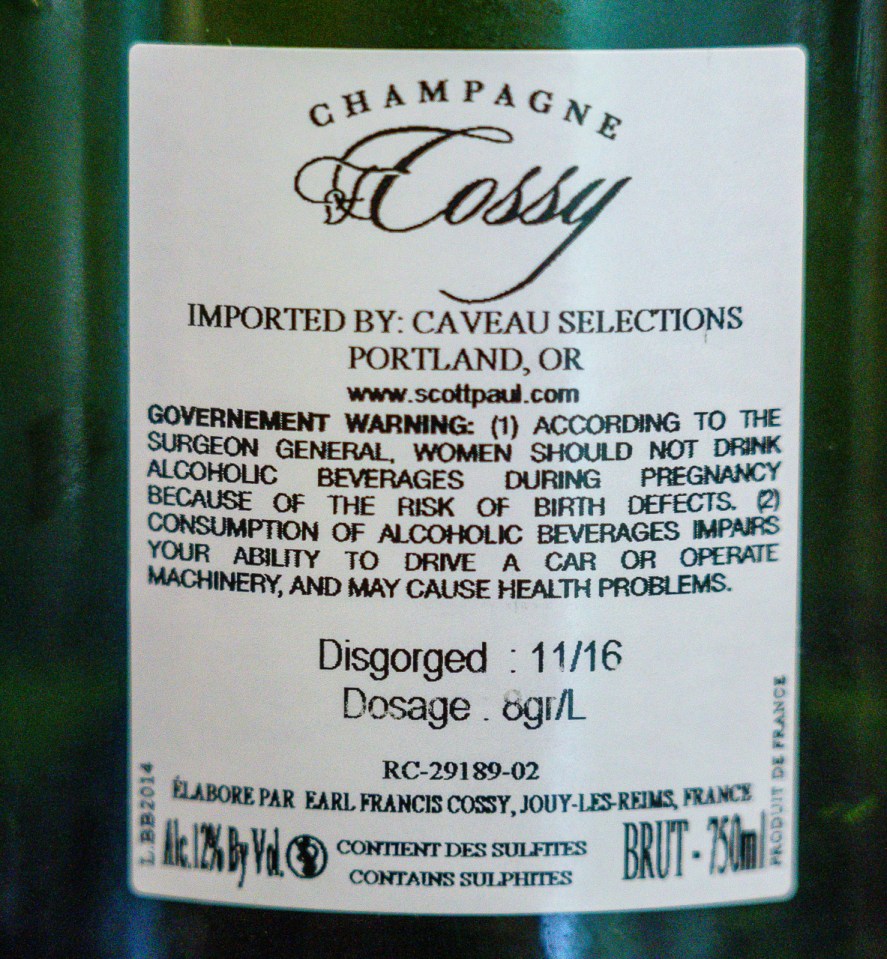 CHAMPAGNE
Cossy
IMPORTED BY: CAVEAU SELECTIONS
PORTLAND, OR
www.scottpaul.com
GOVERNEMENT WARNING: (1) ACCORDING TO THE
SURGEON GENERAL, WOMEN SHOULD NOT DRINK
ALCOHOLIC BEVERAGES DURING PREGNANCY
BECAUSE OF THE RISK OF BIRTH DEFECTS. (2)
CONSUMPTION OF ALCOHOLIC BEVERAGES IMPAIRS
YOUR ABILITY TO DRIVE A CAR OR OPERATE
MACHINERY, AND MAY CAUSE HEALTH PROBLEMS.
Disgorged : 11/16
Dosage : 8gr/L
RC-29189-02
ÉLABORE PAR EARL FRANCIS COSSY, JOUY-LES-REIMS, FRANCE
L.BB2014
Alc.12% By Vol.
CONTIENT DES SULFITES
CONTAINS SULPHITES
BRUT - 750ml
PRODUIT DE FRANCE